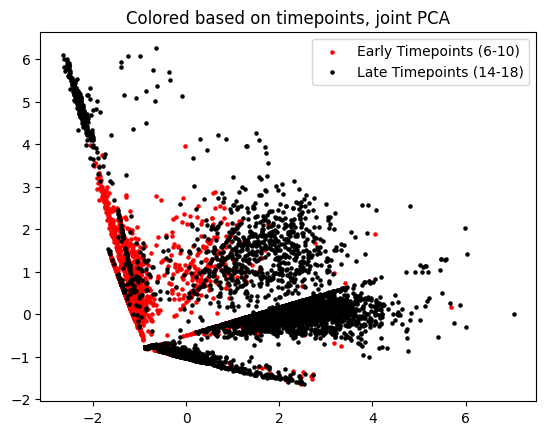 Colored based on timepoints, joint PCA
Early Timepoints (6-10)
Late Timepoints (14-18)
6
5
4
3
2
1
0
−1
−2
−2 0 2 4 6